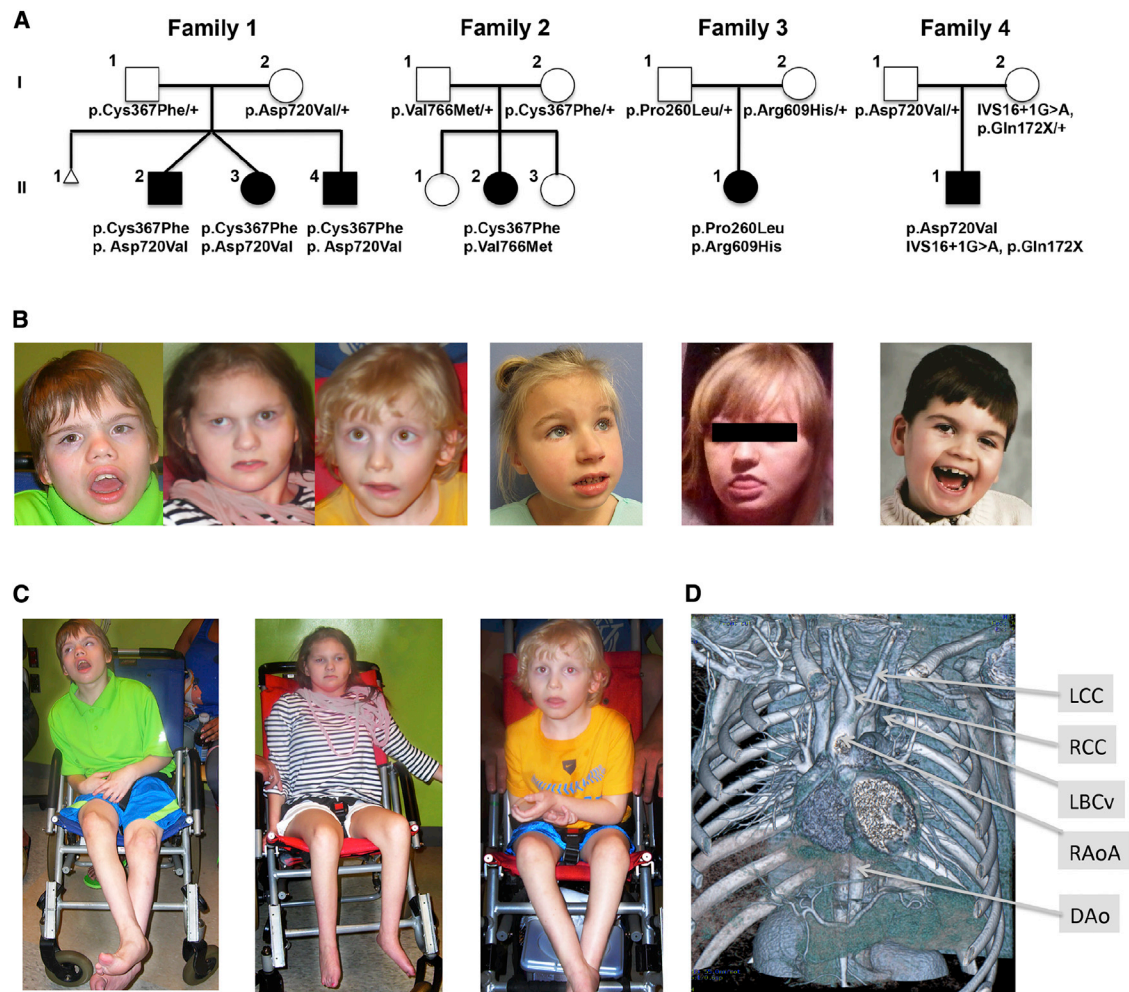 A
Family 1
Family 2
Family 3
Family 4
I
1
2
1
2
1
2
1
2
p.Cys367Phe/+
p.Asp720Val/+
p.Val766Met/+
p.Cys367Phe/+
p.Pro260Leu/+
p.Arg609His/+
p.Asp720Val/+
IVS16+1G>A,
p.Gln172X/+
II
1
2
3
4
1
2
3
1
1
p.Cys367Phe
p. Asp720Val
p.Cys367Phe
p.Asp720Val
p.Cys367Phe
p. Asp720Val
p.Cys367Phe
p.Val766Met
p.Pro260Leu
p.Arg609His
p.Asp720Val
IVS16+1G>A, p.Gln172X
B
C
D
LCC
RCC
LBCv
RAoA
DAo